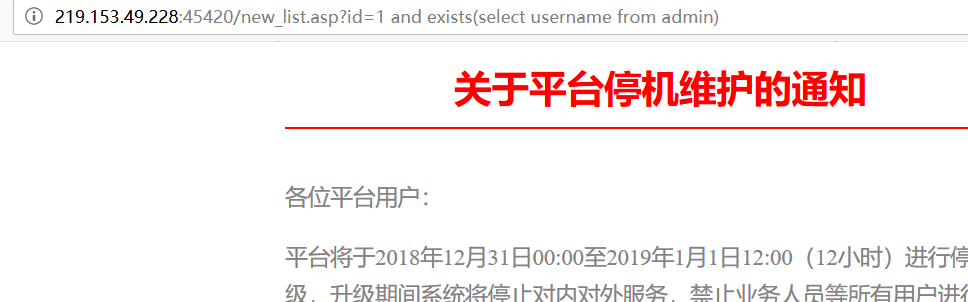 219.153.49.228:45420/new_list.asp?id=1 and exists(select username from admin)
关于平台停机维护的通知
各位平台用户：
平台将于2018年12月31日00:00至2019年1月1日12:00（12小时）进行停
级，升级期间系统将停止对内对外服务，禁止业务人员等所有用户进行